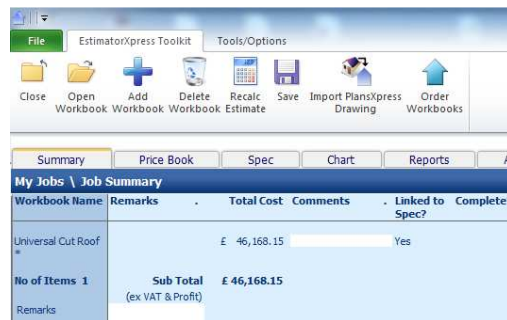 File EstimatorXpress Toolkit Tools/Options
Close Open Workbook Add Workbook Delete Workbook Recalc Estimate Save Import PlansXpress Drawing Order Workbooks
Summary Price Book Spec Chart Reports A
My Jobs \ Job Summary
Workbook Name Remarks . Total Cost Comments . Linked to Spec? Complete
Universal Cut Roof * £ 46,168.15 Yes
No of Items 1 Sub Total £ 46,168.15
(ex VAT & Profit)
Remarks